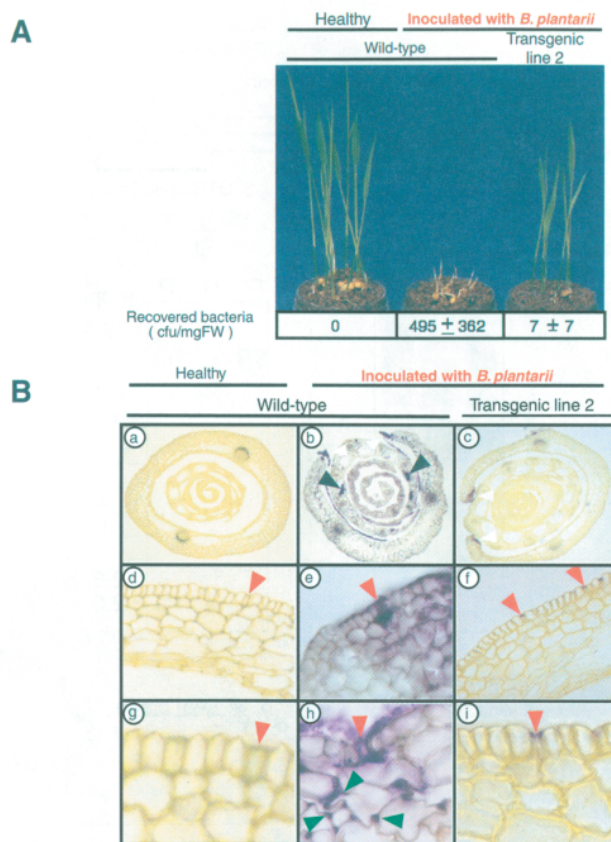 A
Healthy
Inoculated with B. plantarii
Wild-type
Transgenic
line 2
Recovered bacteria
( cfu/mgFW )
0
495 ± 362
7 ± 7
B
Healthy
Inoculated with B. plantarii
Wild-type
Transgenic line 2
a
b
c
d
e
f
g
h
i